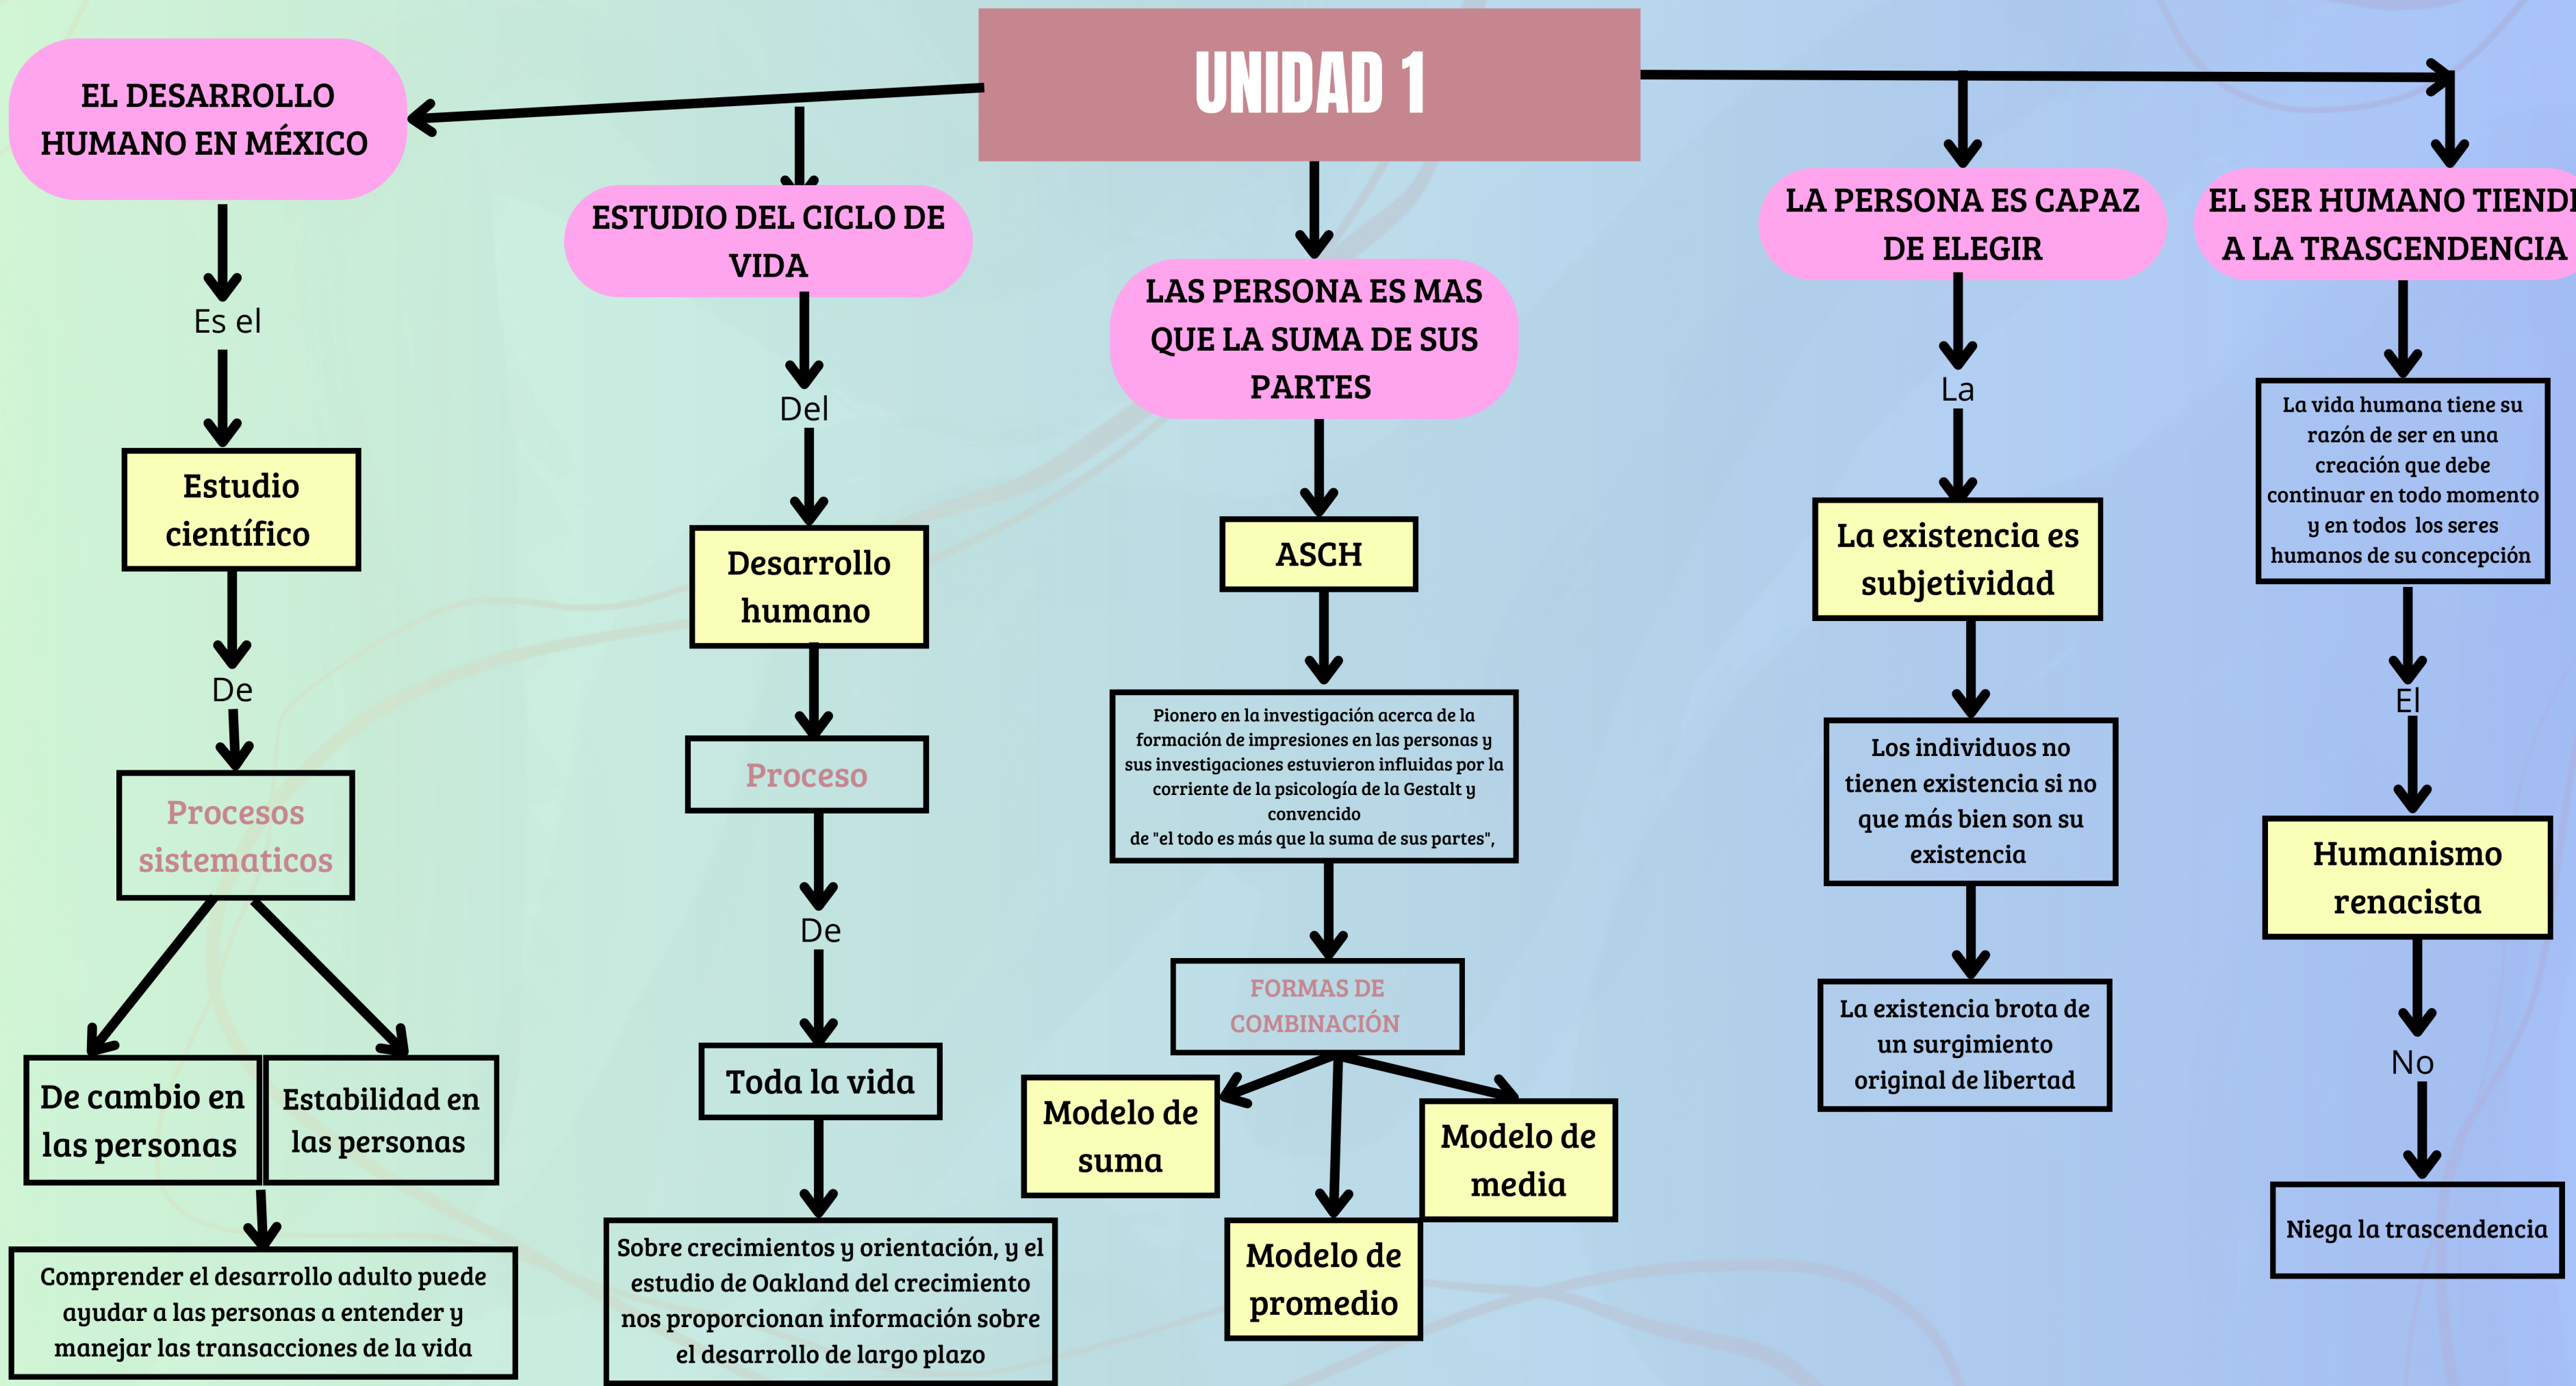 UNIDAD 1
EL DESARROLLO
HUMANO EN MÉXICO
Es el
Estudio
científico
De
Procesos
sistematicos
De cambio en
las personas
Estabilidad en
las personas
Comprender el desarrollo adulto puede
ayudar a las personas a entender y
manejar las transacciones de la vida
ESTUDIO DEL CICLO DE
VIDA
Del
Desarrollo
humano
Proceso
De
Toda la vida
Sobre crecimientos y orientación, y el
estudio de Oakland del crecimiento
nos proporcionan información sobre
el desarrollo de largo plazo
LAS PERSONA ES MAS
QUE LA SUMA DE SUS
PARTES
ASCH
Pionero en la investigación acerca de la
formación de impresiones en las personas y
sus investigaciones estuvieron influidas por la
corriente de la psicología de la Gestalt y
convencido
de "el todo es más que la suma de sus partes",
FORMAS DE
COMBINACIÓN
Modelo de
suma
Modelo de
promedio
Modelo de
media
LA PERSONA ES CAPAZ
DE ELEGIR
La
La existencia es
subjetividad
Los individuos no
tienen existencia si no
que más bien son su
existencia
La existencia brota de
un surgimiento
original de libertad
EL SER HUMANO TIENDE
A LA TRASCENDENCIA
La vida humana tiene su
razón de ser en una
creación que debe
continuar en todo momento
y en todos los seres
humanos de su concepción
El
Humanismo
renacista
No
Niega la trascendencia